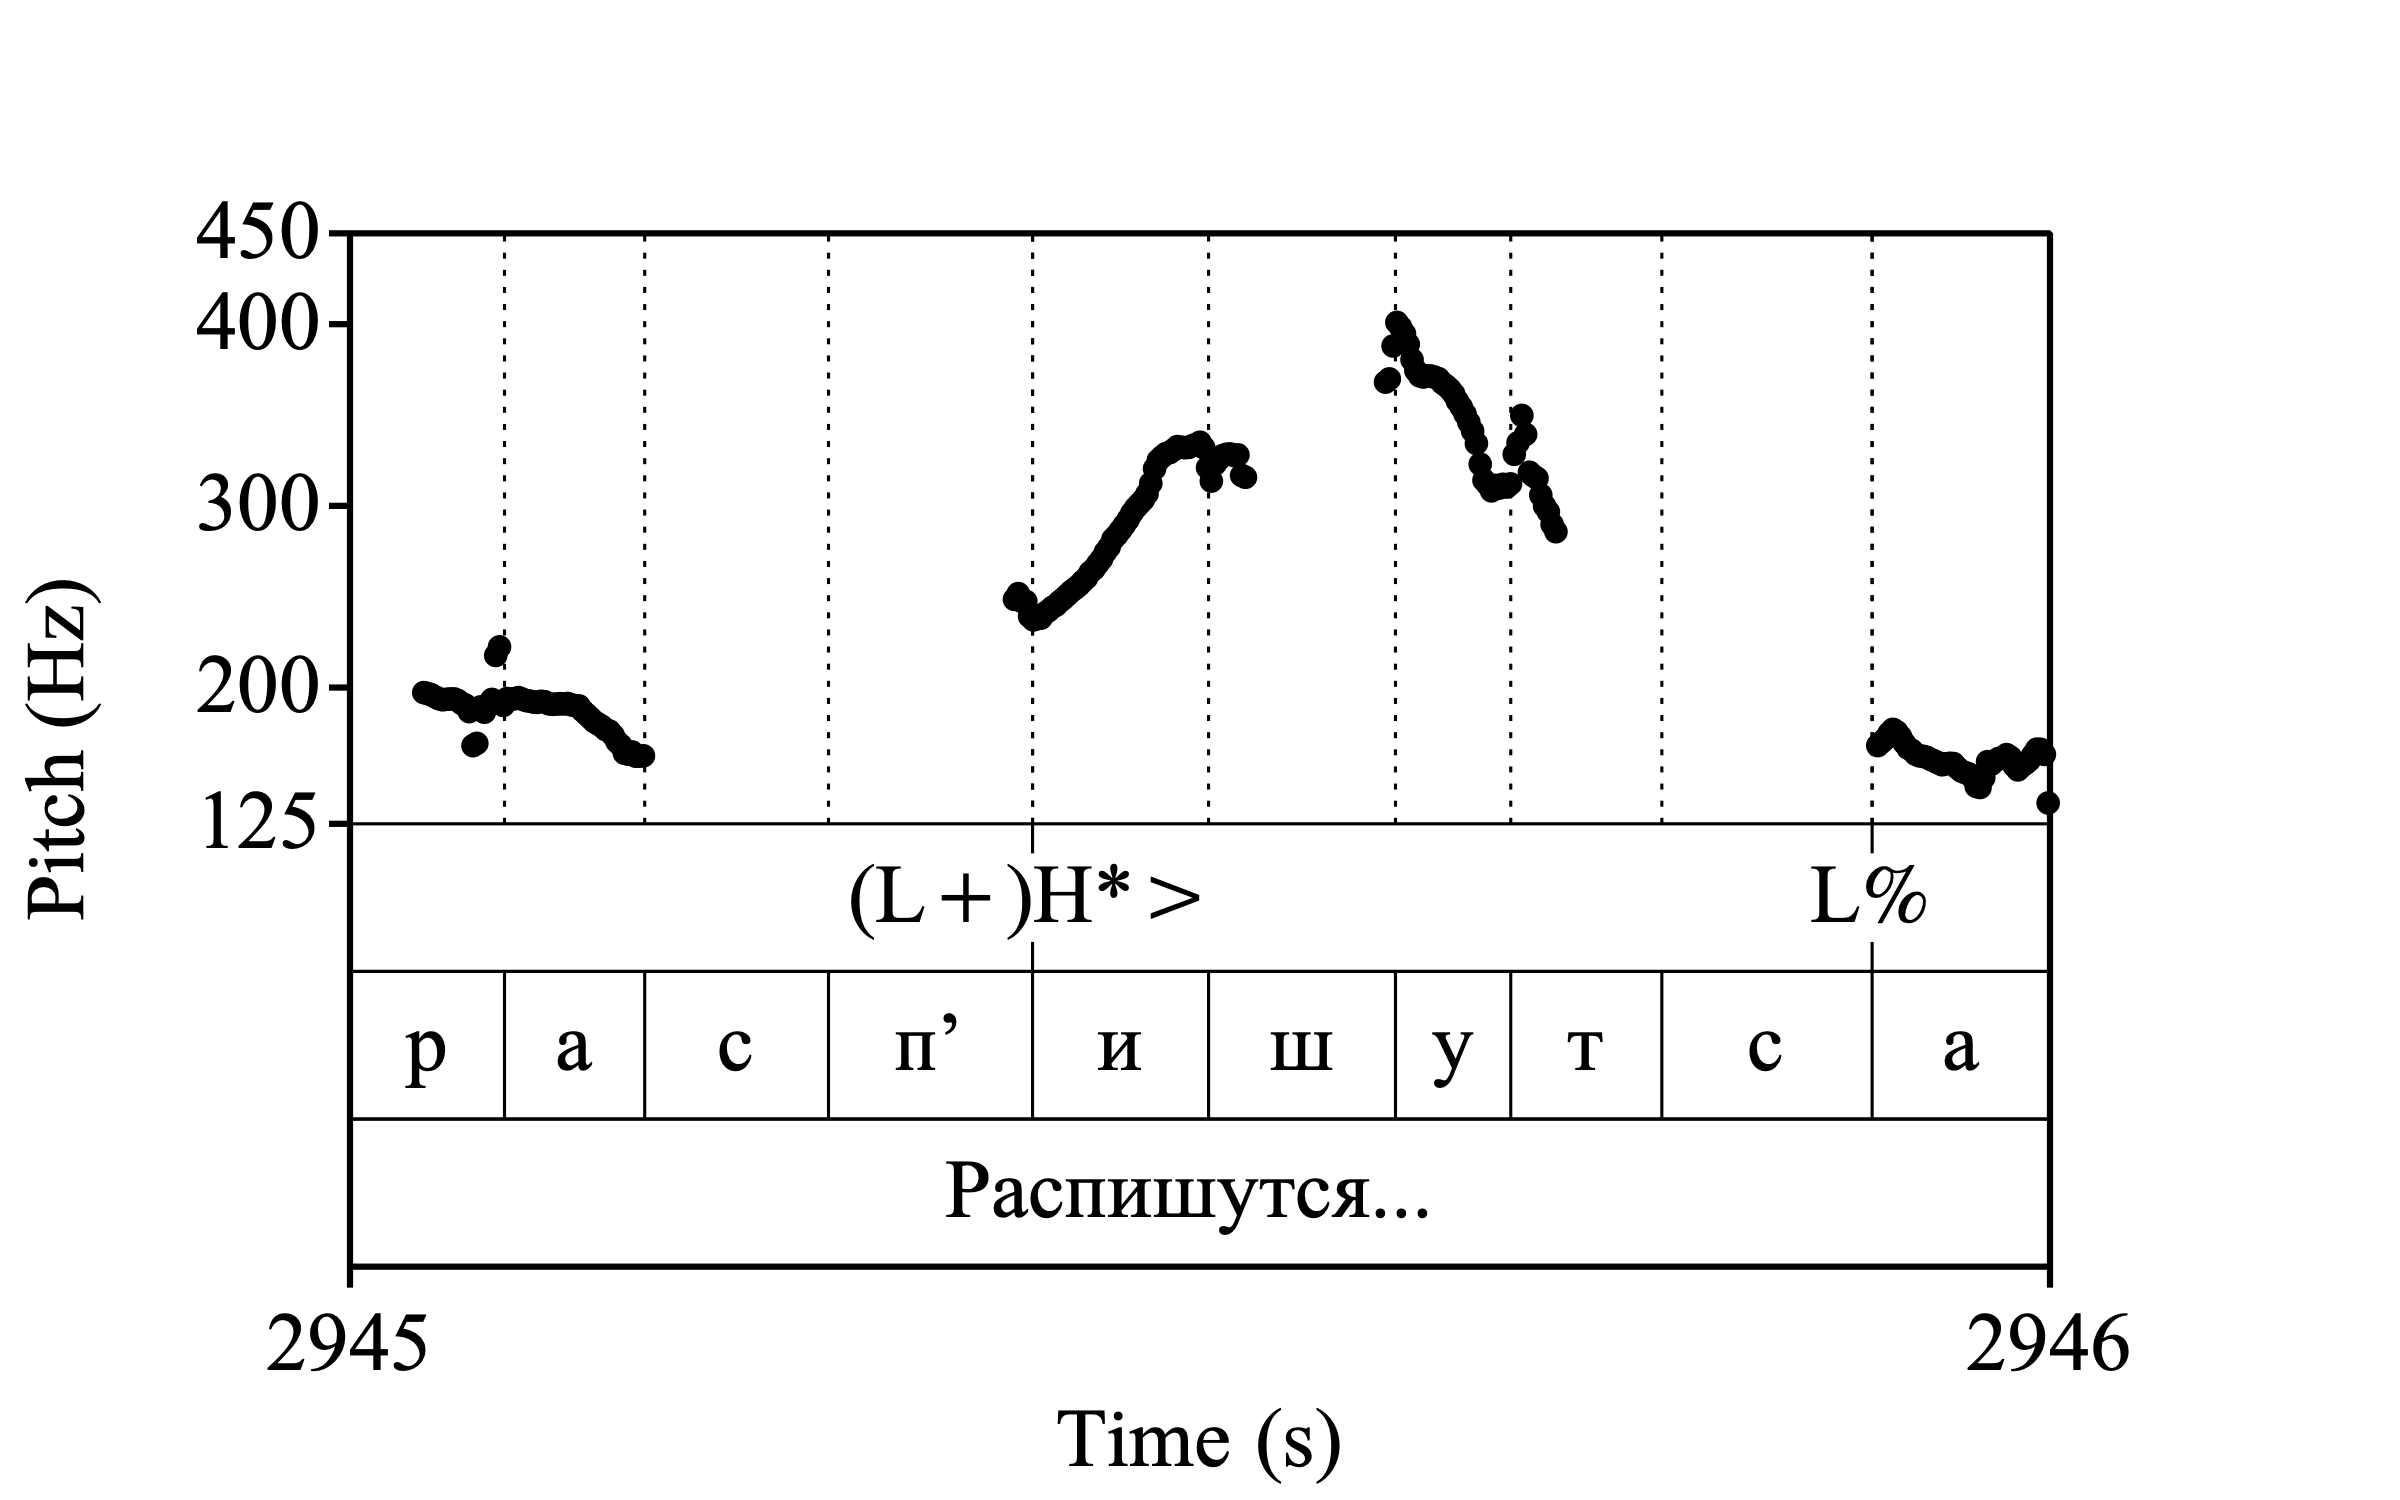 450
400
300
200
125
Pitch (Hz)
(L+)H*> L%
р а с п’ и ш у т с а
Распишутся...
2945 2946
Time (s)